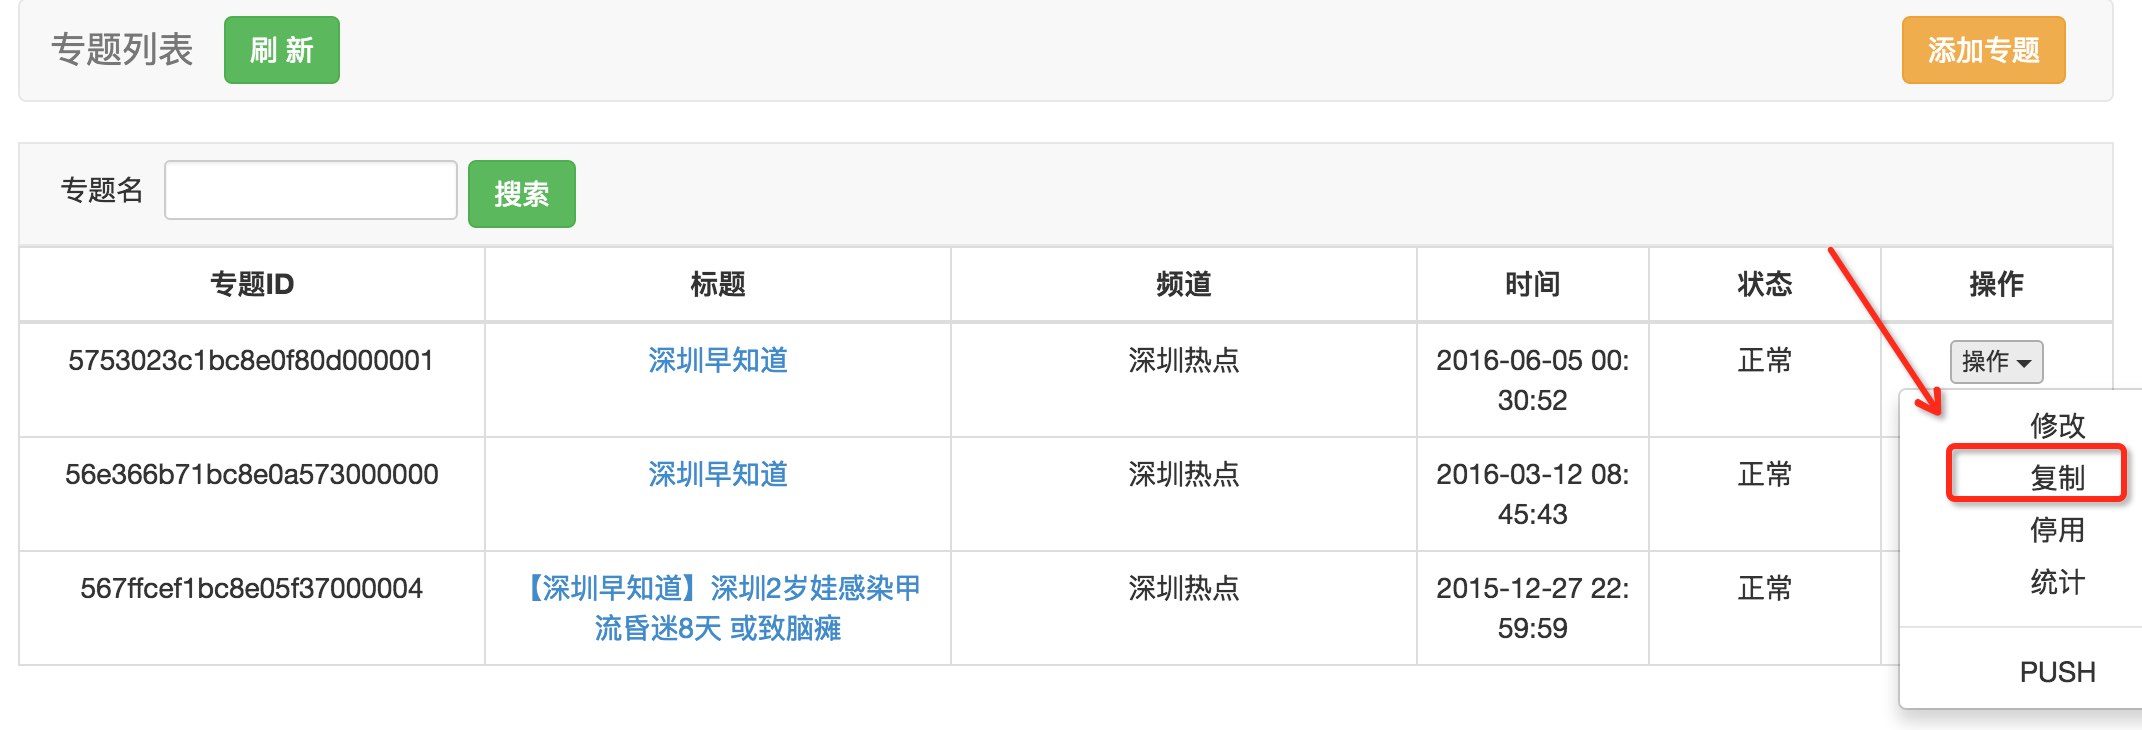 专题列表 刷 新 添加专题
专题名 搜索
专题ID 标题 频道 时间 状态 操作
5753023c1bc8e0f80d000001 深圳早知道 深圳热点 2016-06-05 00: 正常 操作
30:52
修改
56e366b71bc8e0a573000000 深圳早知道 深圳热点 2016-03-12 08: 正常 复制
45:43
停用
567ffcef1bc8e05f37000004 【深圳早知道】深圳2岁娃感染甲 深圳热点 2015-12-27 22: 正常 统计
流昏迷8天 或致脑瘫 59:59
PUSH